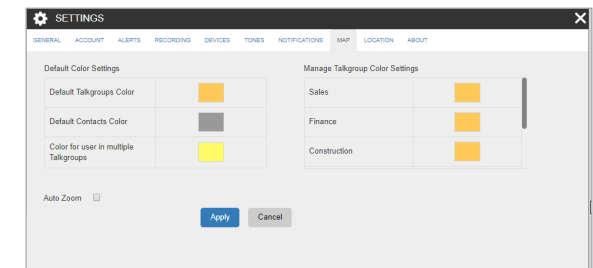 SETTINGS
GENERAL ACCOUNT ALERTS RECORDING DEVICES TONES NOTIFICATIONS MAP LOCATION ABOUT
Default Color Settings
Default Talkgroups Color
Default Contacts Color
Color for user in multiple
Talkgroups
Manage Talkgroup Color Settings
Sales
Finance
Construction
Auto Zoom
Apply Cancel